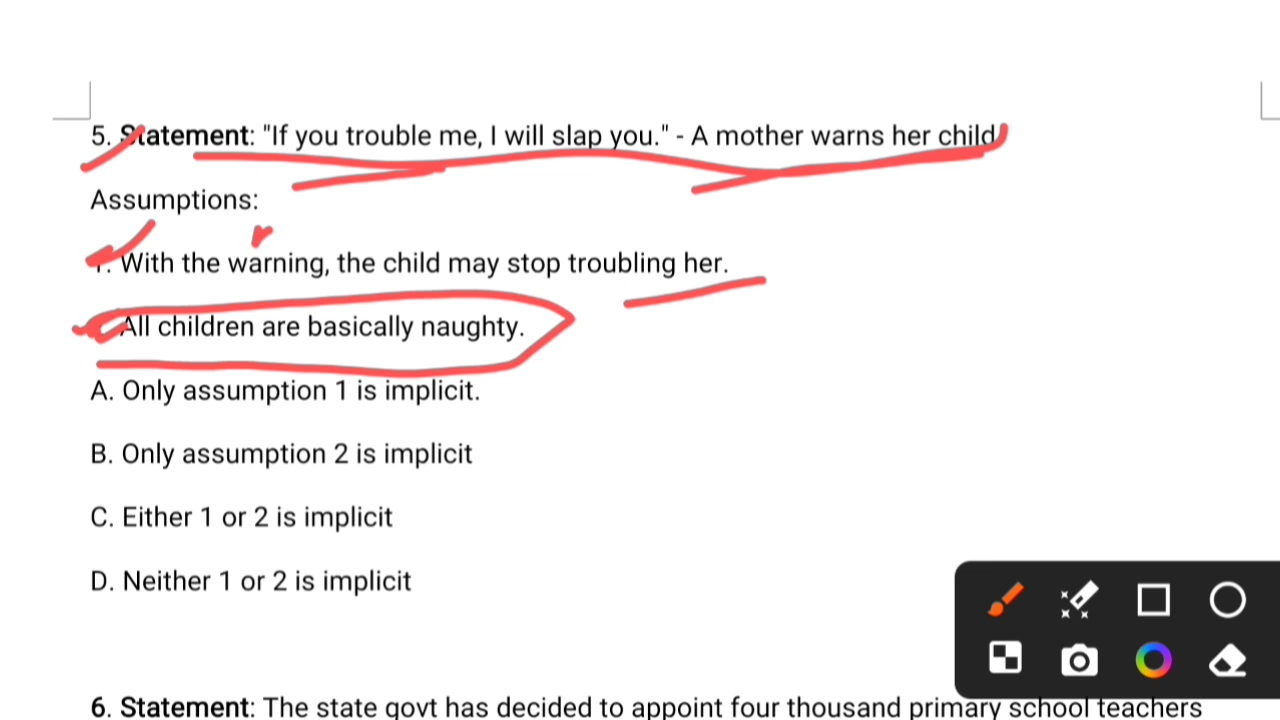 5. Statement: "If you trouble me, I will slap you." - A mother warns her child
Assumptions:
1. With the warning, the child may stop troubling her.
All children are basically naughty.
A. Only assumption 1 is implicit.
B. Only assumption 2 is implicit
C. Either 1 or 2 is implicit
D. Neither 1 or 2 is implicit
6. Statement: The state govt has decided to appoint four thousand primary school teachers